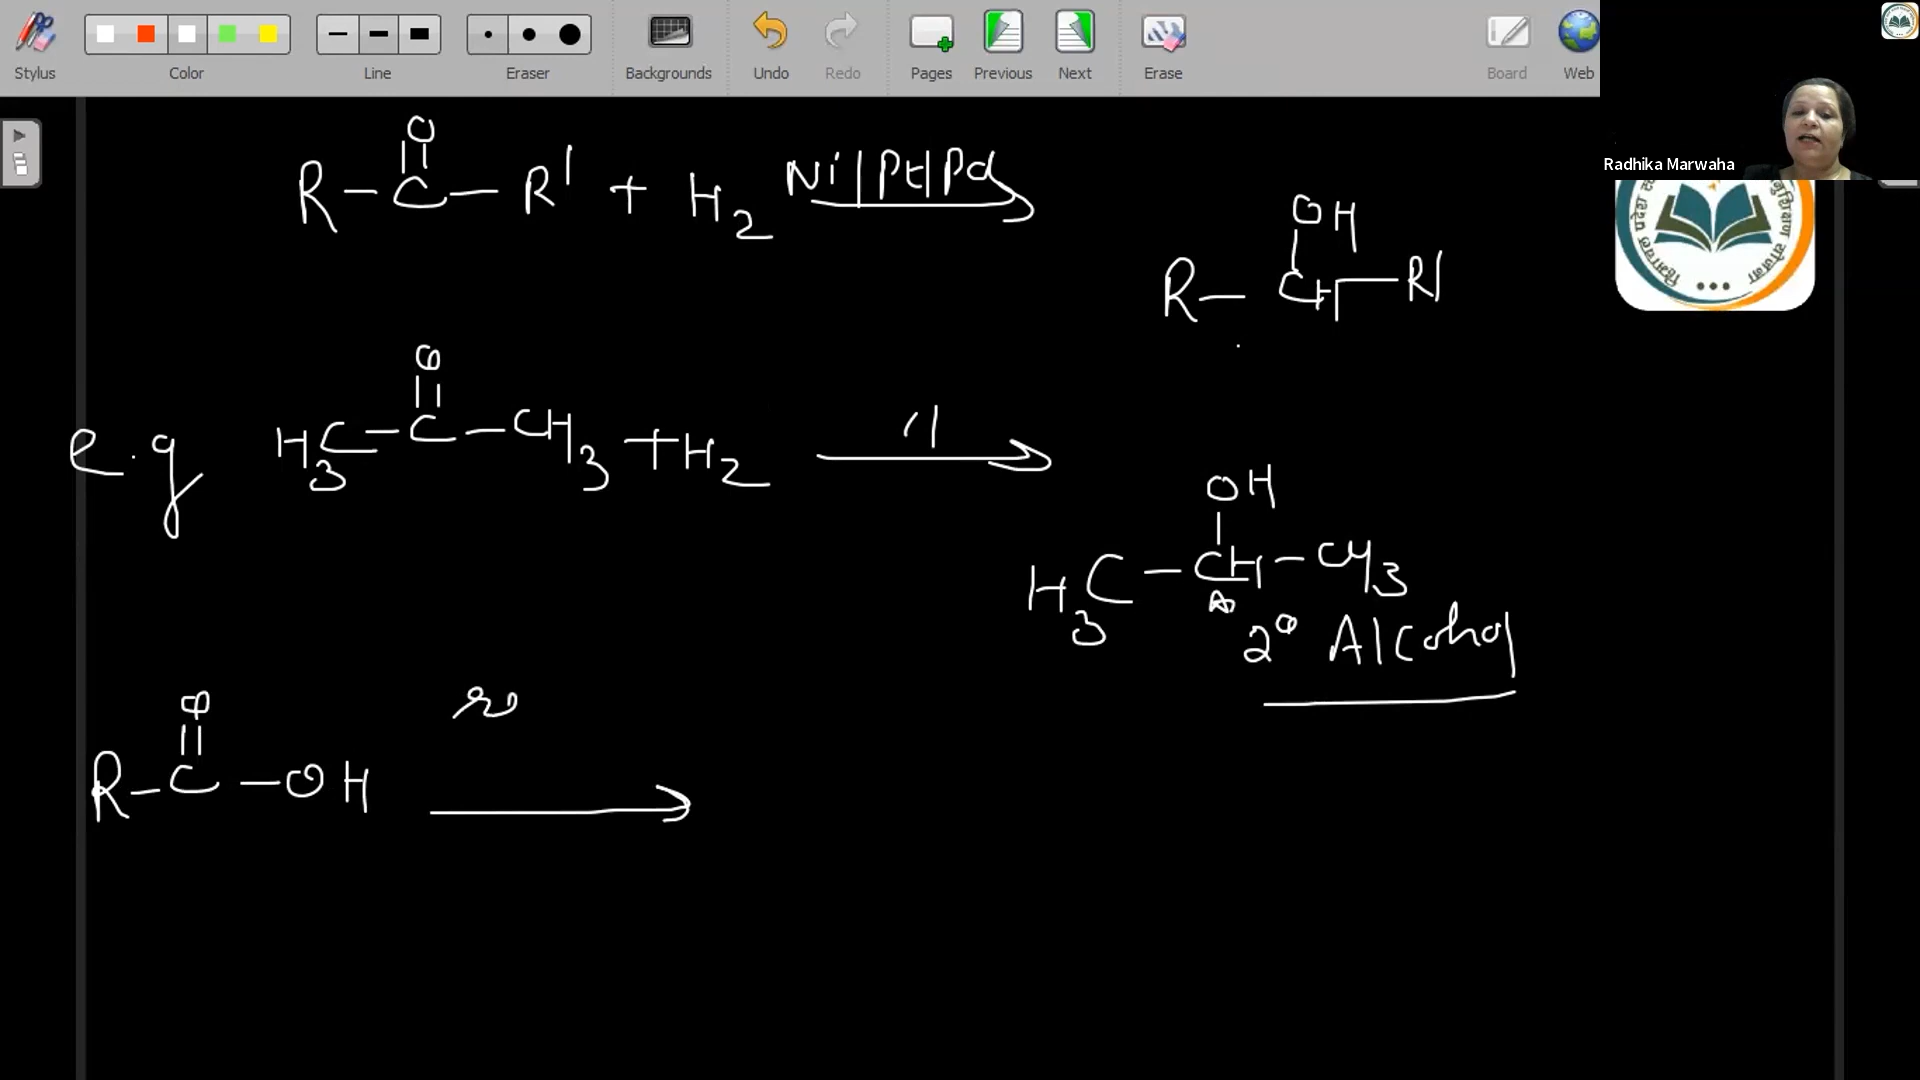 Stylus Color Line Eraser Backgrounds Undo Redo Pages Previous Next Erase Board Web
Radhika Marwaha
O
R–C–R' + H2 Ni/Pt/Pd
OH
R–CH–R'
O
e.g H3C–C–CH3 + H2 //
OH
H3C–CH–CH3
2° Alcohol
O
R–C–OH